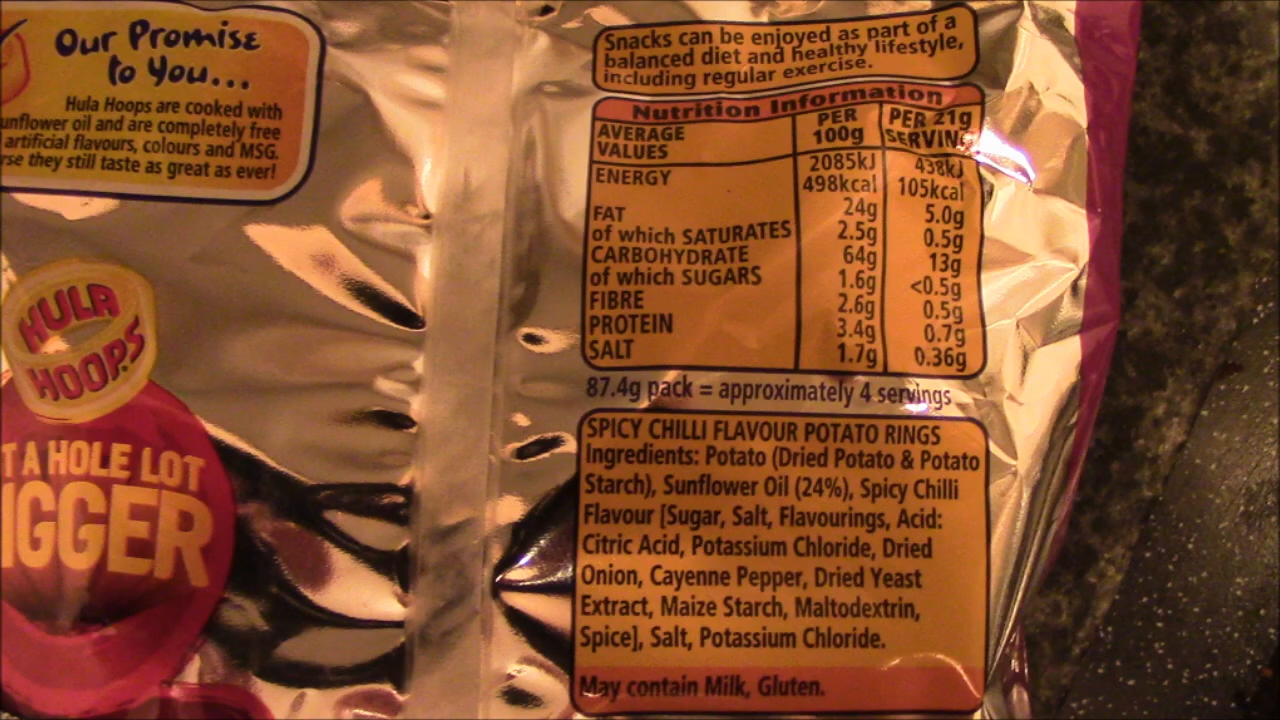 Our Promise
to You...
Hula Hoops are cooked with
unflower oil and are completely free
artificial flavours, colours and MSG.
rse they still taste as great as ever!
HULA
HOOPS
T A HOLE LOT
IGGER
Snacks can be enjoyed as part of a
balanced diet and healthy lifestyle,
including regular exercise.
Nutrition Information
AVERAGE VALUES PER 100g PER 21g SERVING
ENERGY 2085kJ 438kJ
498kcal 105kcal
FAT 24g 5.0g
of which SATURATES 2.5g 0.5g
CARBOHYDRATE 64g 13g
of which SUGARS 1.6g <0.5g
FIBRE 2.6g 0.5g
PROTEIN 3.4g 0.7g
SALT 1.7g 0.36g
87.4g pack = approximately 4 servings
SPICY CHILLI FLAVOUR POTATO RINGS
Ingredients: Potato (Dried Potato & Potato
Starch), Sunflower Oil (24%), Spicy Chilli
Flavour [Sugar, Salt, Flavourings, Acid:
Citric Acid, Potassium Chloride, Dried
Onion, Cayenne Pepper, Dried Yeast
Extract, Maize Starch, Maltodextrin,
Spice], Salt, Potassium Chloride.
May contain Milk, Gluten.